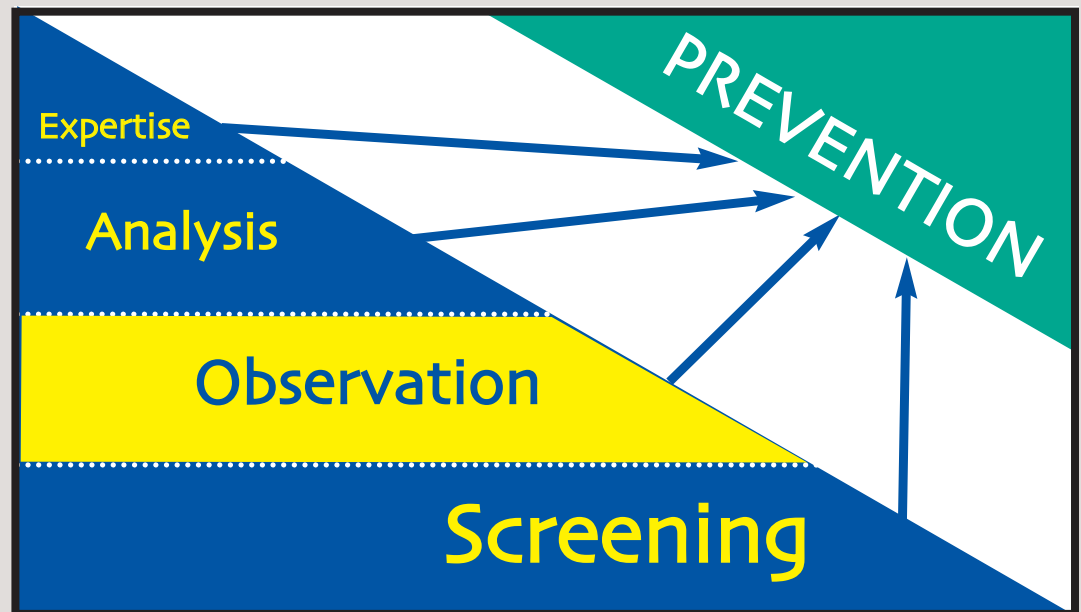 PREVENTION
Expertise
Analysis
Observation
Screening